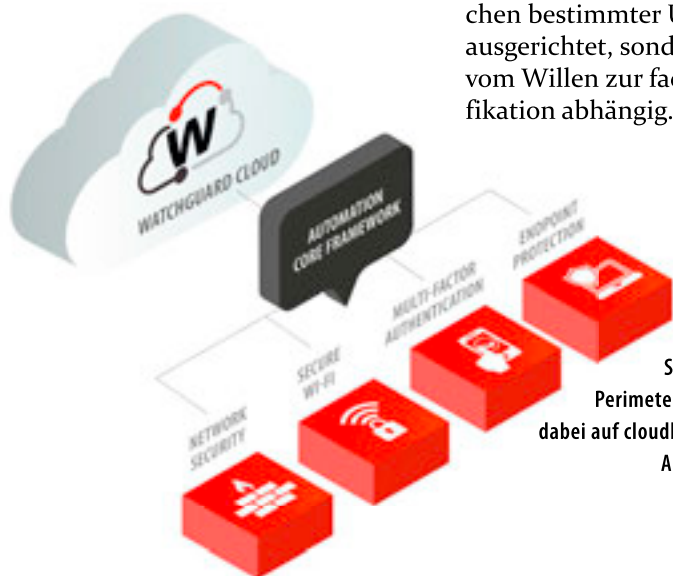 chen bestimmter U
ausgerichtet, sond
vom Willen zur fac
fikation abhängig.
W
WATCHGUARD CLOUD
AUTOMATION
CORE FRAMEWORK
ENDPOINT
PROTECTION
MULTI-FACTOR
AUTHENTICATION
SECURE
WI-FI
NETWORK
SECURITY
S
Perimete
dabei auf cloudb
A